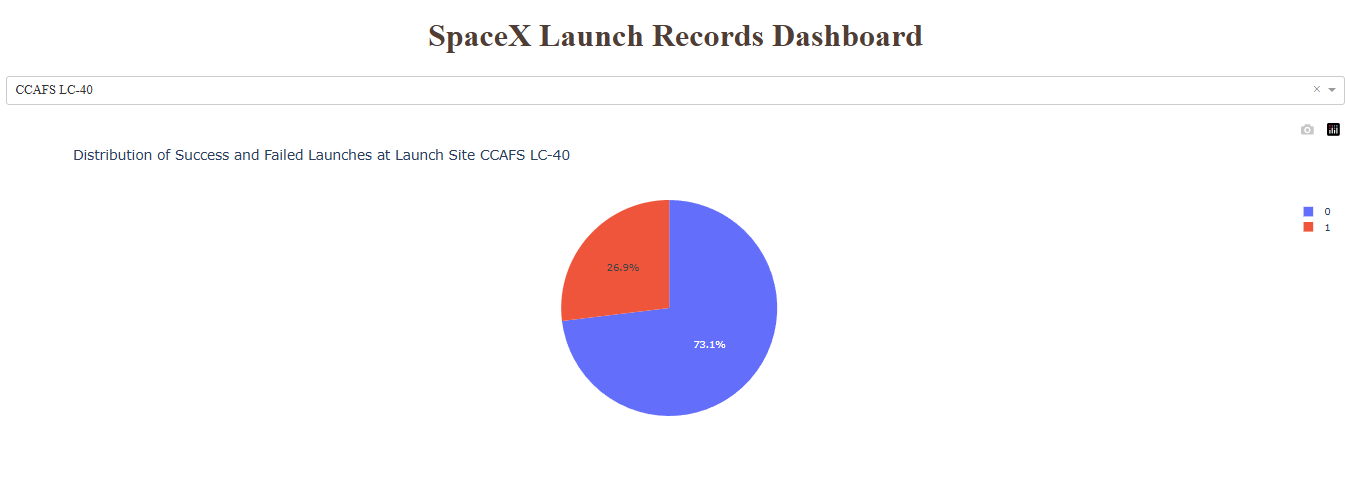 SpaceX Launch Records Dashboard
CCAFS LC-40
×
Distribution of Success and Failed Launches at Launch Site CCAFS LC-40
0
1
26.9%
73.1%